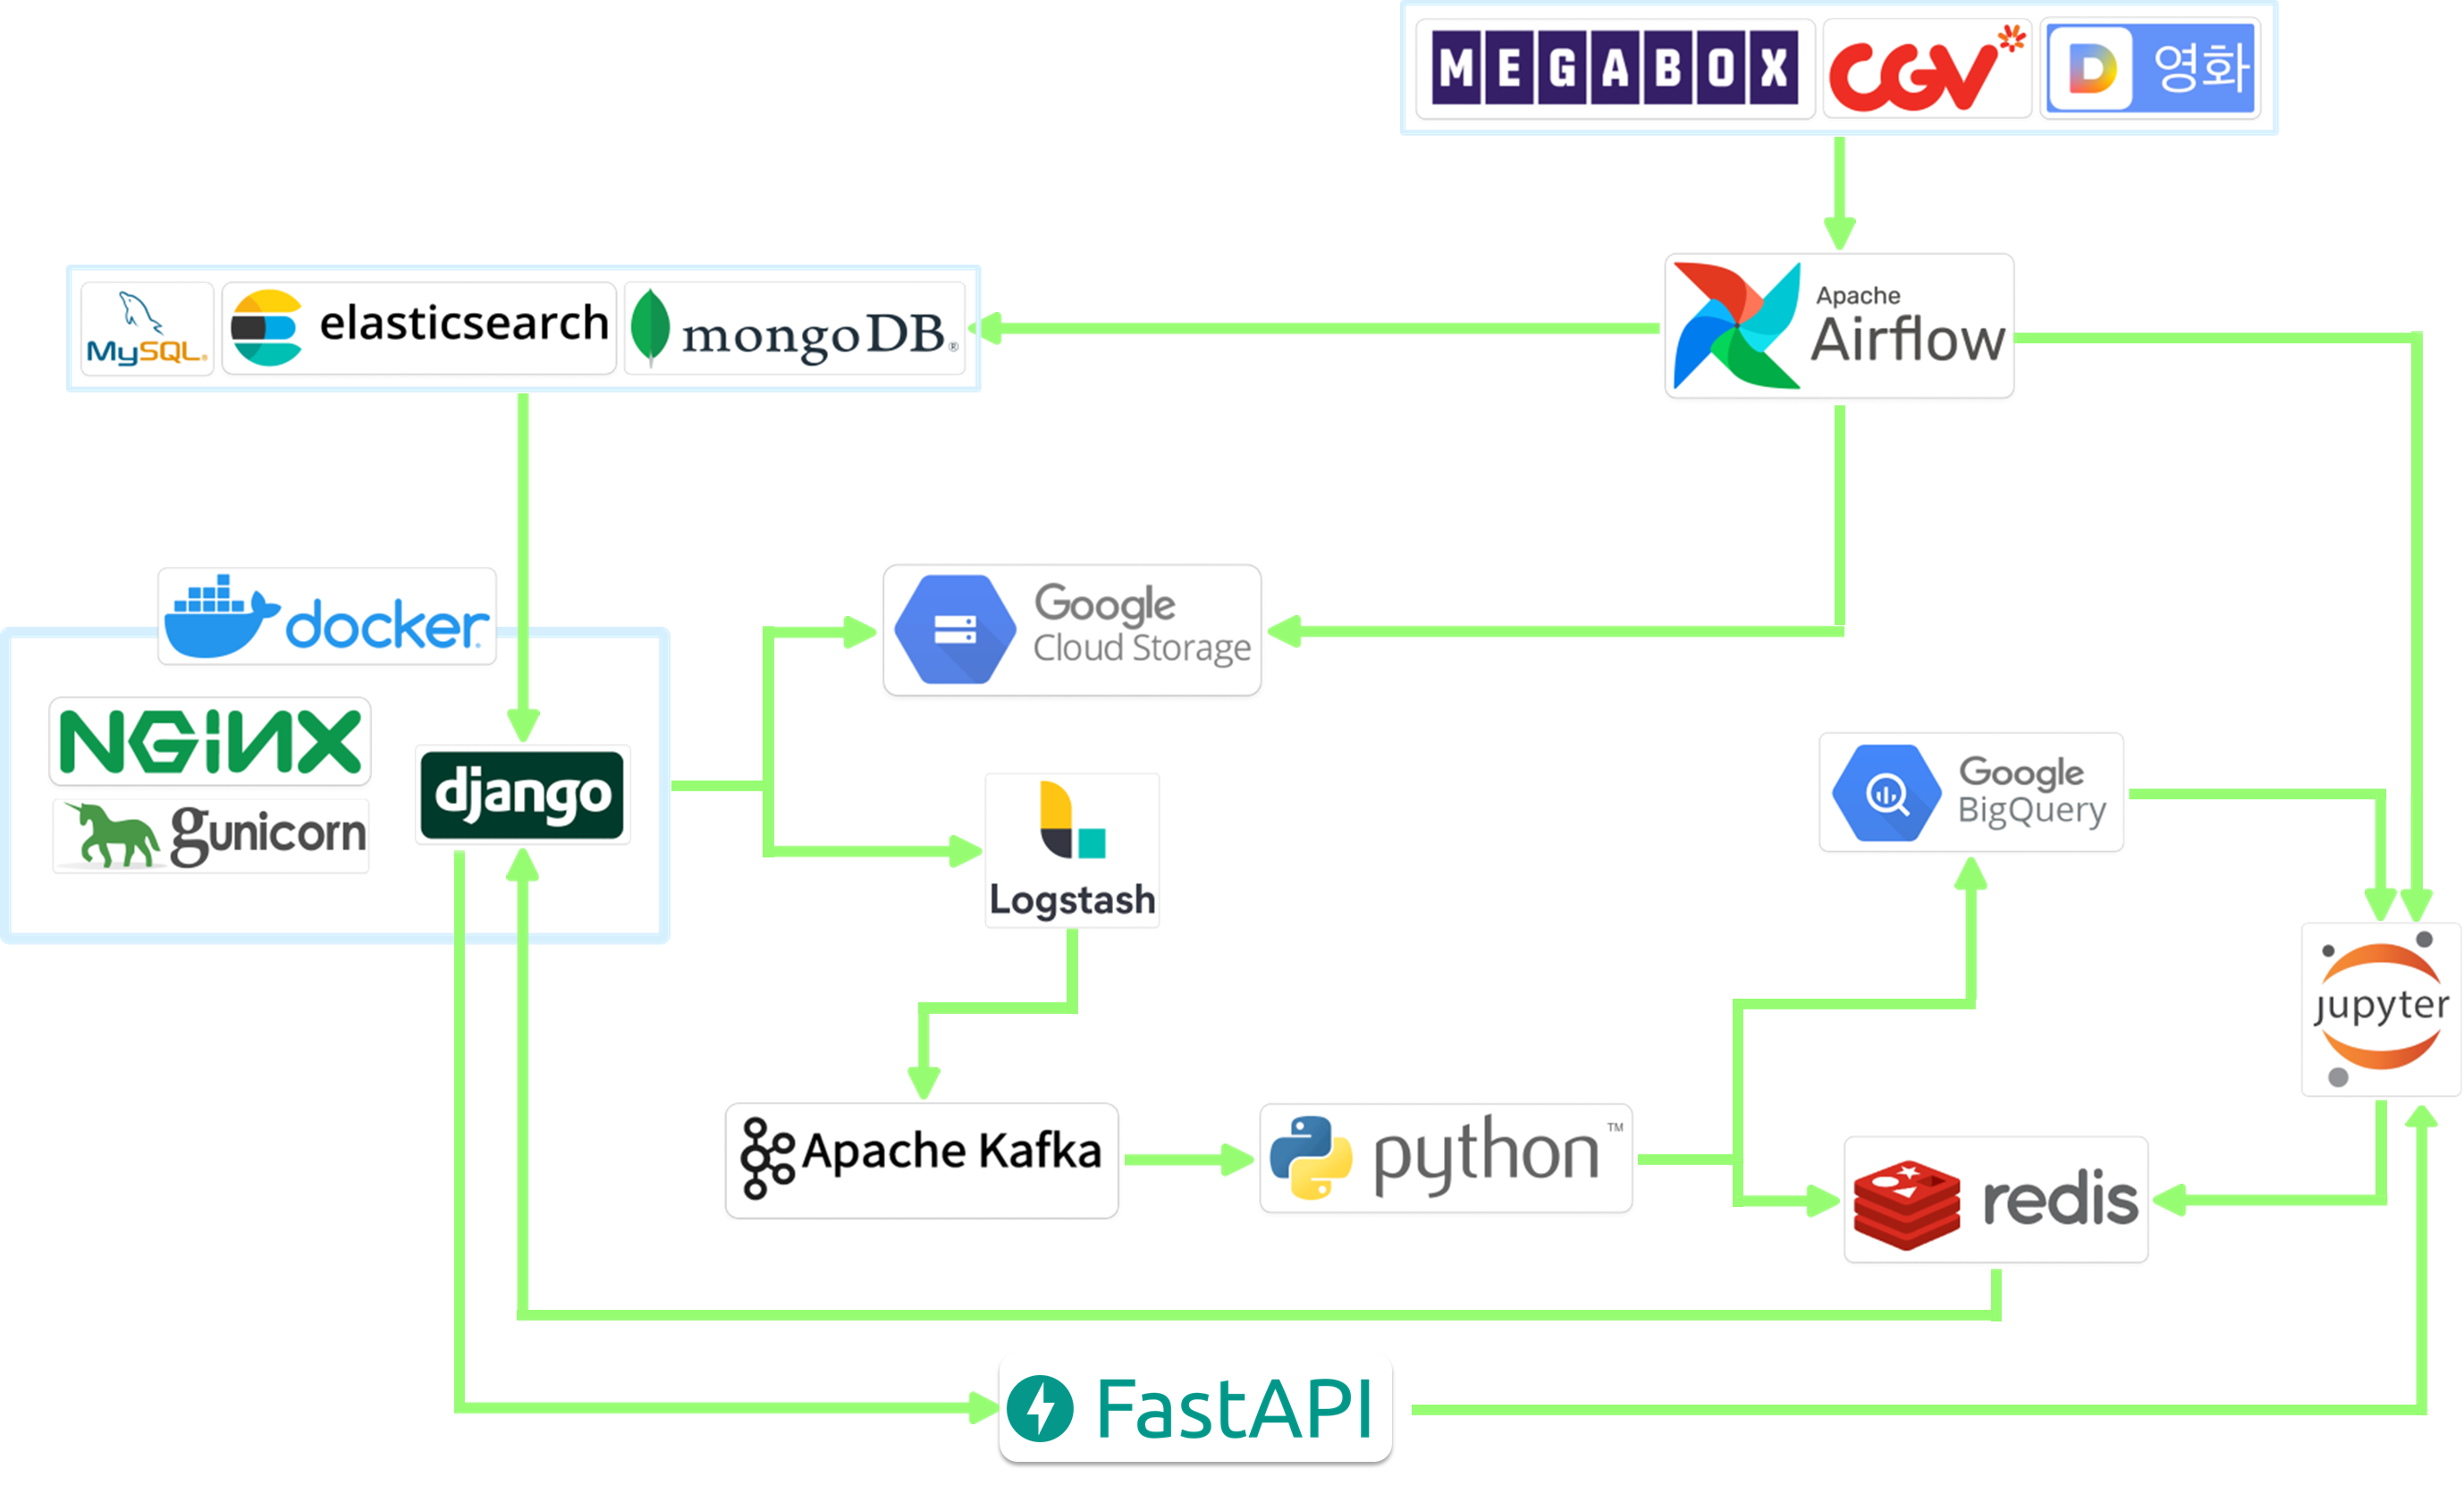 MEGABOX
CGV
D 영화
Apache
Airflow
MySQL®
elasticsearch
mongoDB®
docker
NGINX
gunicorn
django
Google
Cloud Storage
Logstash
Google
BigQuery
jupyter
Apache Kafka
python™
redis
FastAPI